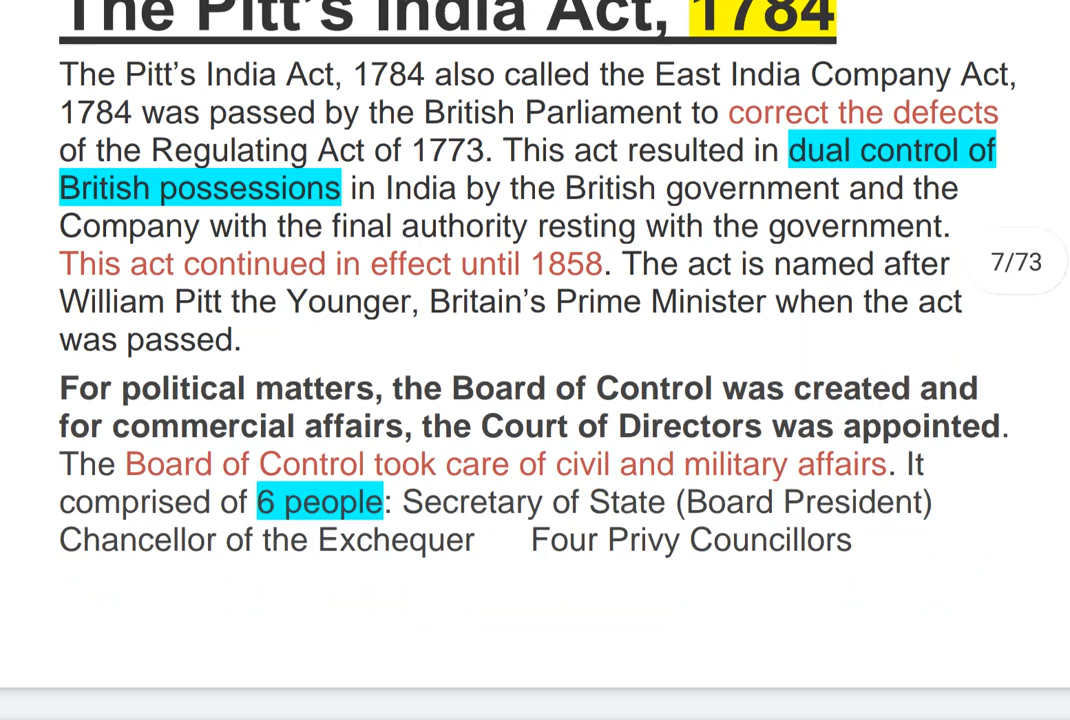 The Pitt’s India Act, 1784
The Pitt’s India Act, 1784 also called the East India Company Act,
1784 was passed by the British Parliament to correct the defects
of the Regulating Act of 1773. This act resulted in dual control of
British possessions in India by the British government and the
Company with the final authority resting with the government.
This act continued in effect until 1858. The act is named after
William Pitt the Younger, Britain’s Prime Minister when the act
was passed.
7/73
For political matters, the Board of Control was created and
for commercial affairs, the Court of Directors was appointed.
The Board of Control took care of civil and military affairs. It
comprised of 6 people: Secretary of State (Board President)
Chancellor of the Exchequer Four Privy Councillors